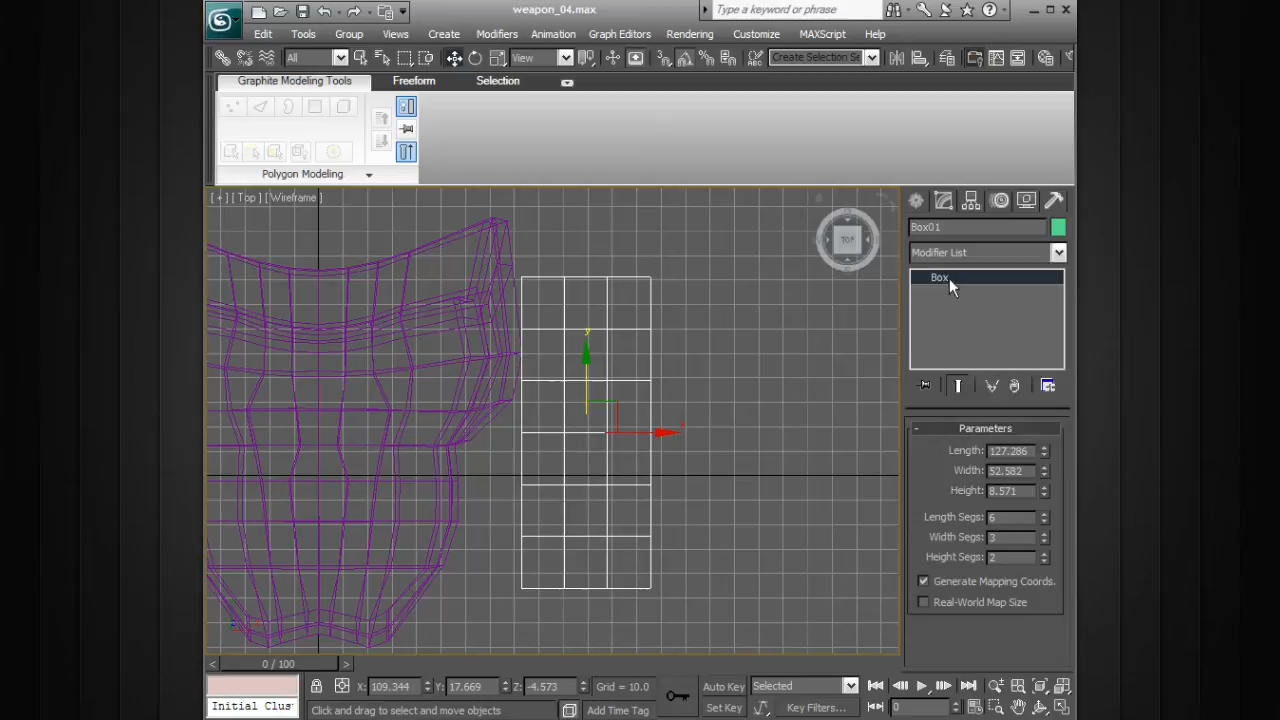 weapon_04.max
Type a keyword or phrase
Edit Tools Group Views Create Modifiers Animation Graph Editors Rendering Customize MAXScript Help
All View Create Selection Se
Graphite Modeling Tools Freeform Selection
Polygon Modeling
[ + ] [ Top ] [ Wireframe ]
TOP
Box01
Modifier List
Box
y
x
- Parameters
Length: 127.286
Width: 52.582
Height: 8.571
Length Segs: 6
Width Segs: 3
Height Segs: 2
Generate Mapping Coords.
Real-World Map Size
< 0 / 100 >
X: 109.344 Y: 17.669 Z: -4.573 Grid = 10.0 Auto Key Selected
Initial Clus Click and drag to select and move objects Add Time Tag Set Key Key Filters... 0